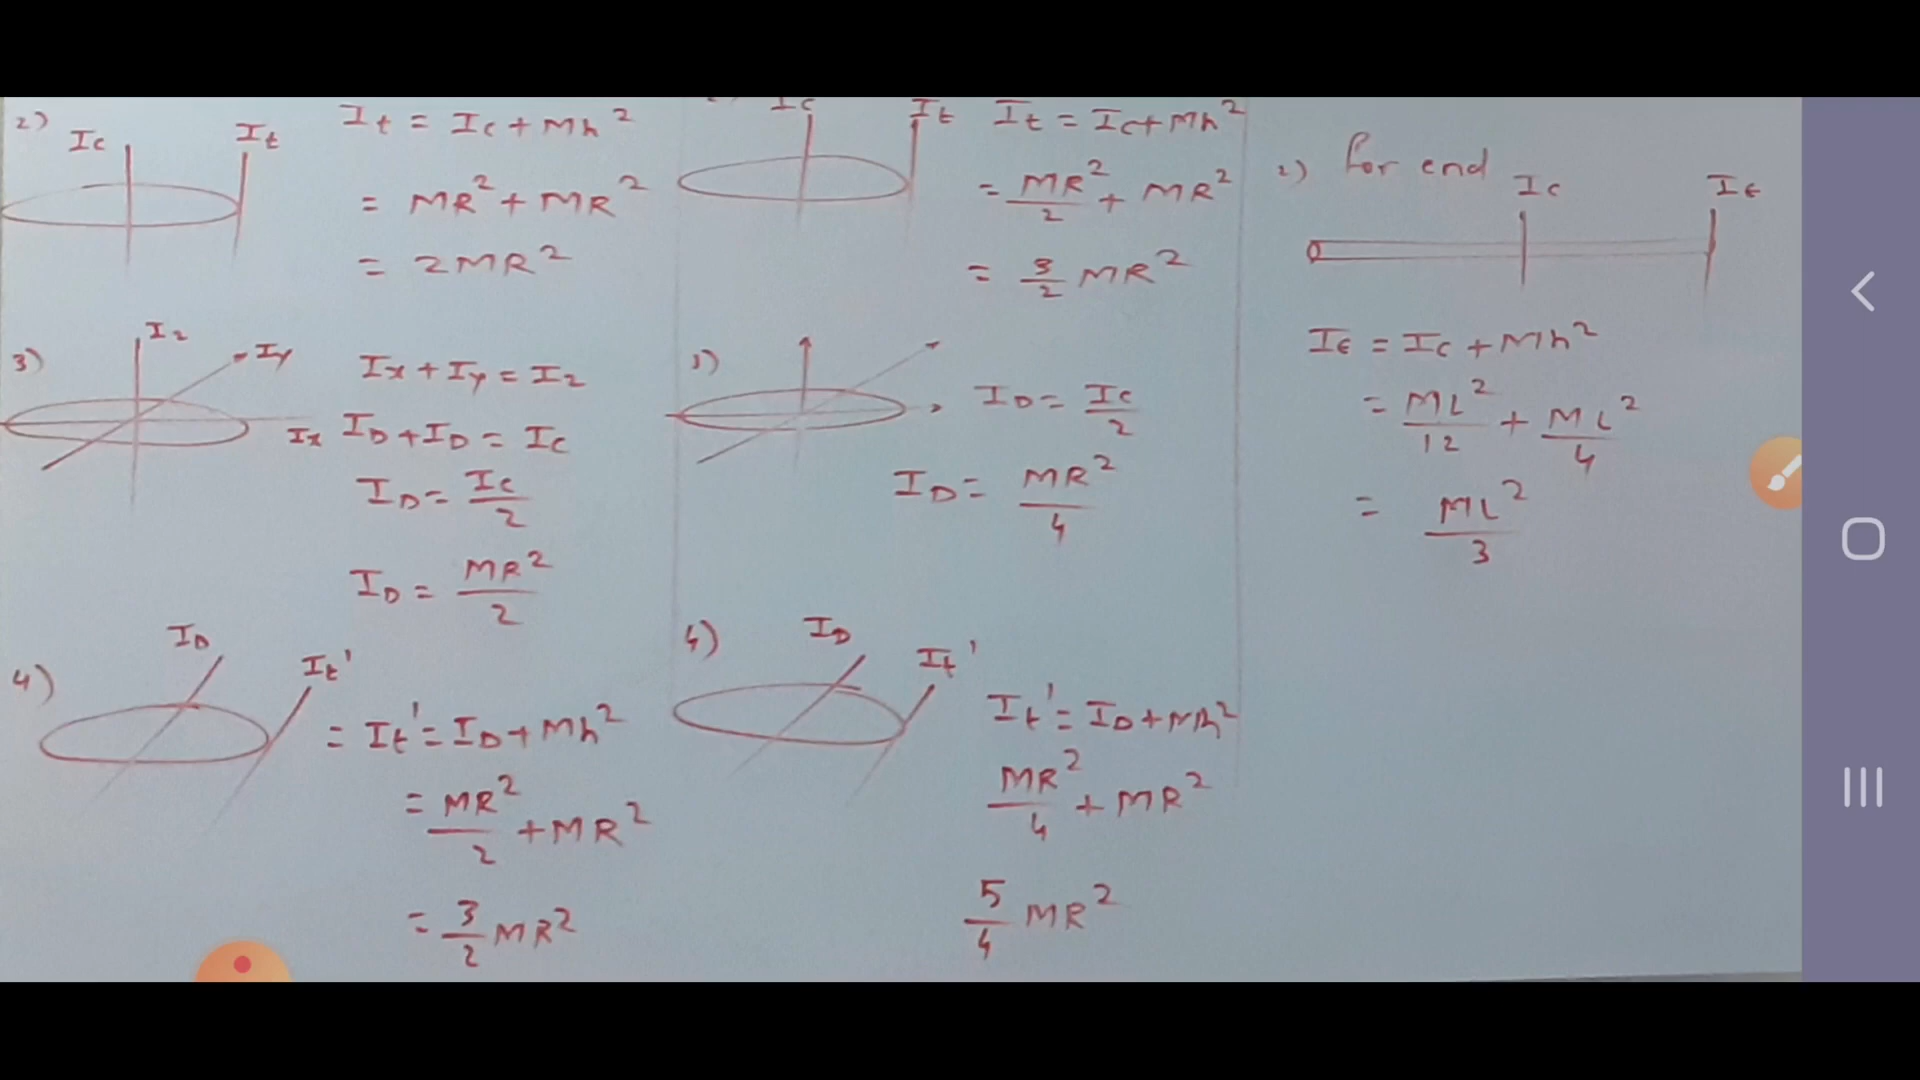 2)
Ic
It
It = Ic + Mh²
= MR² + MR²
= 2MR²
3)
Iz
Iy
Ix
Ix + Iy = Iz
ID + ID = Ic
ID = Ic/2
ID = MR²/2
4)
ID
It'
= It' = ID + Mh²
= MR²/2 + MR²
= 3/2 MR²
Ic
It
It = Ic + Mh²
= MR²/2 + MR²
= 3/2 MR²
3)
ID = Ic/2
ID = MR²/4
4)
ID
It'
It' = ID + Mh²
MR²/4 + MR²
5/4 MR²
2) For end
Ic
IE
IE = Ic + Mh²
= ML²/12 + ML²/4
= ML²/3